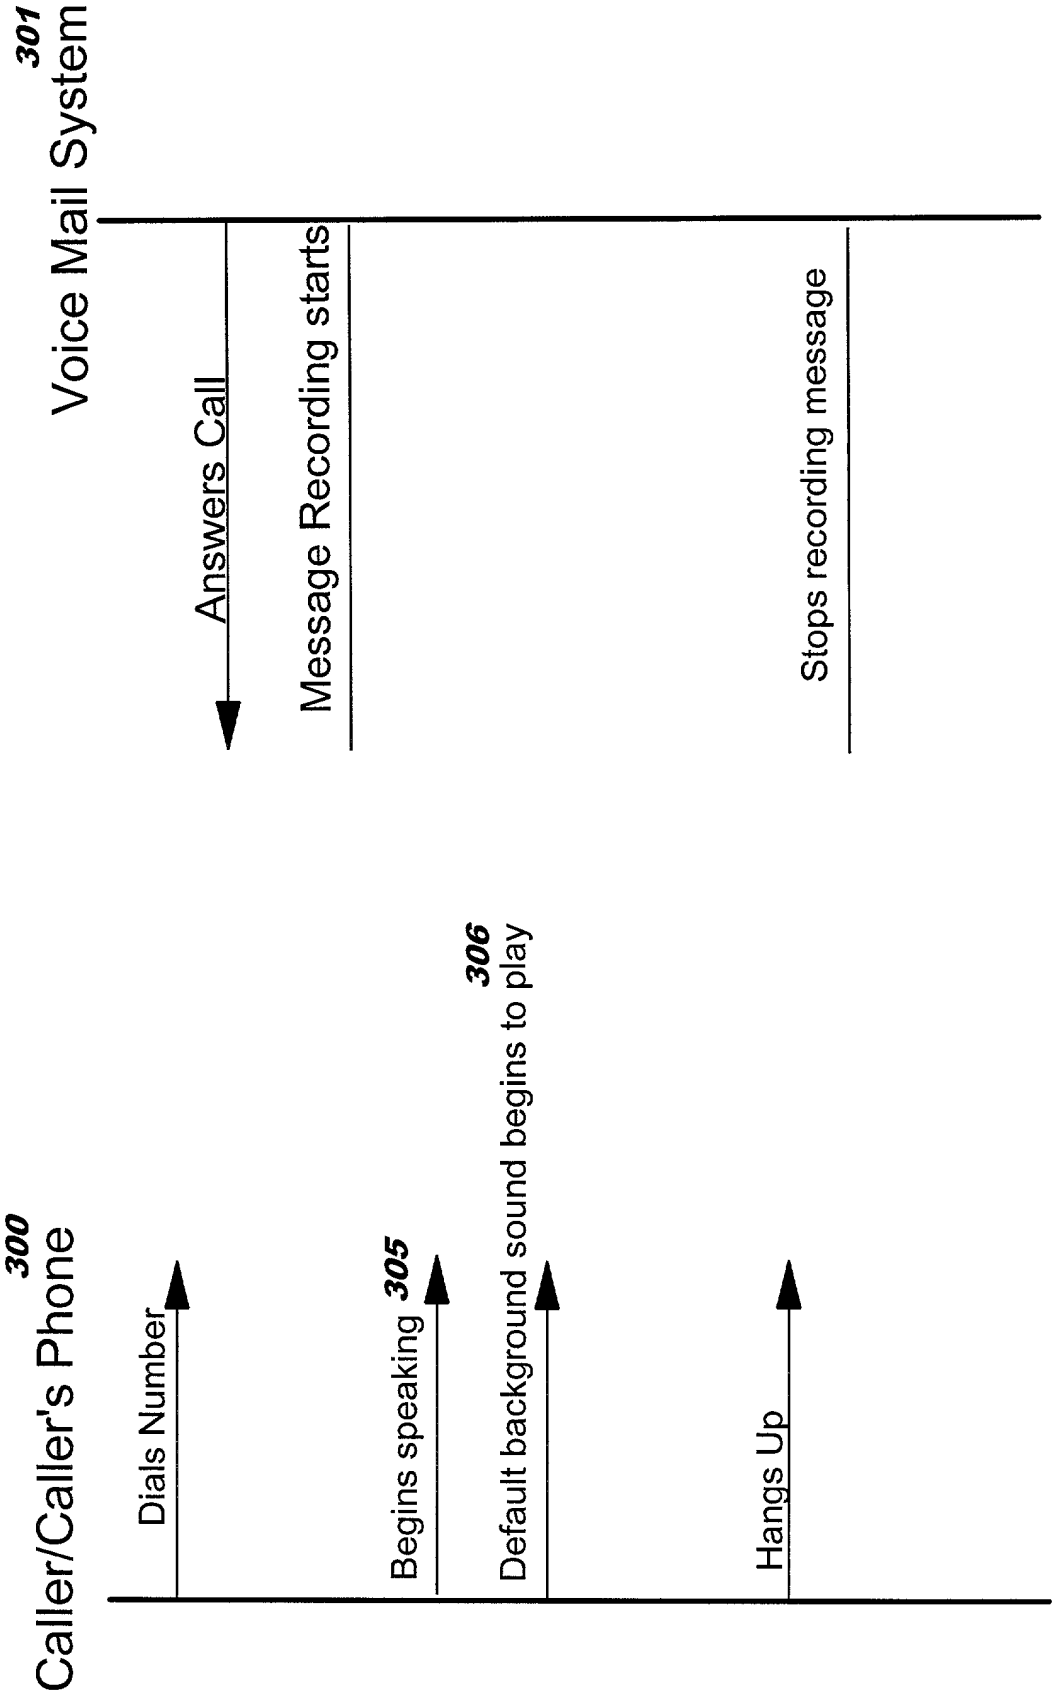 300
Caller/Caller's Phone
301
Voice Mail System
Dials Number
Answers Call
Message Recording starts
Begins speaking 305
306
Default background sound begins to play
Hangs Up
Stops recording message